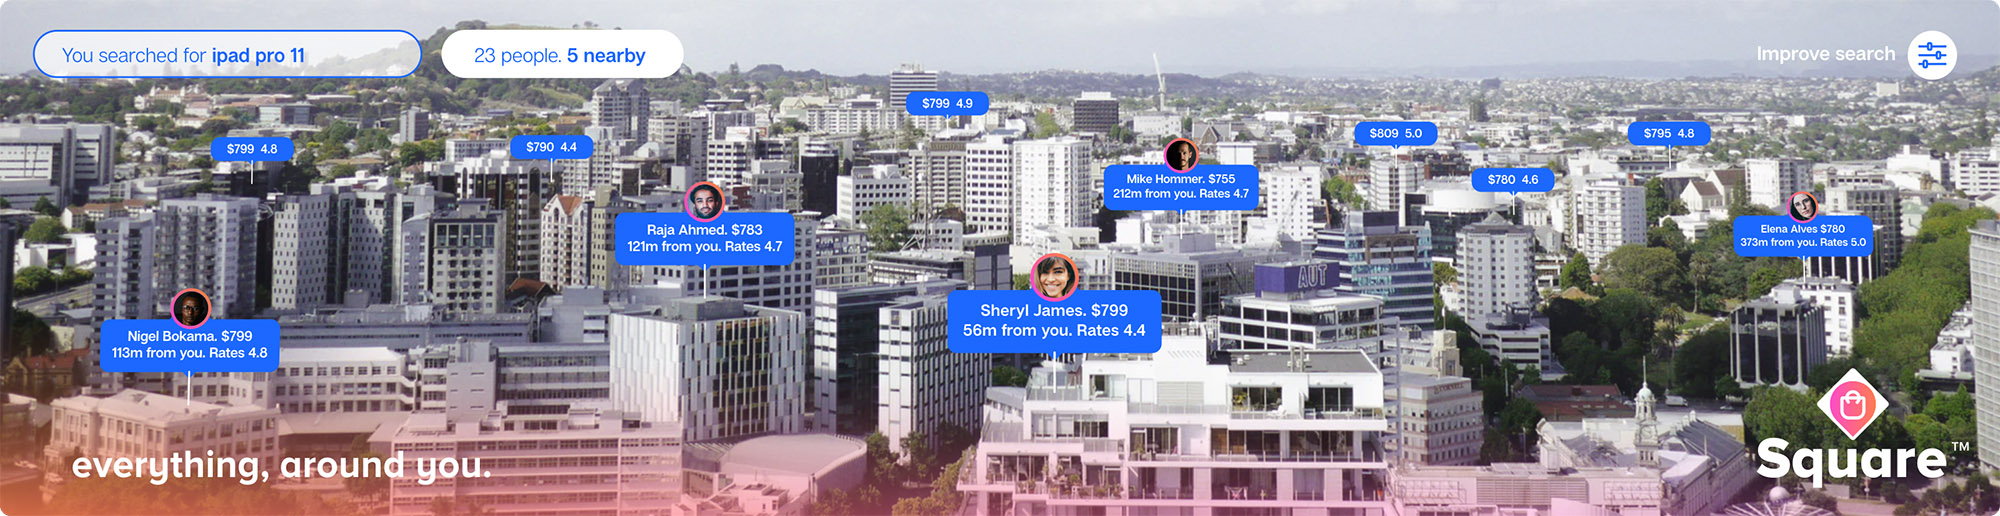 You searched for ipad pro 11
23 people. 5 nearby
Improve search
$799 4.9
$799 4.8
$790 4.4
$809 5.0
$795 4.8
Mike Hommer. $755
212m from you. Rates 4.7
$780 4.6
Raja Ahmed. $783
121m from you. Rates 4.7
Elena Alves $780
373m from you. Rates 5.0
AUT
Sheryl James. $799
56m from you. Rates 4.4
Nigel Bokama. $799
113m from you. Rates 4.8
everything, around you.
Square™